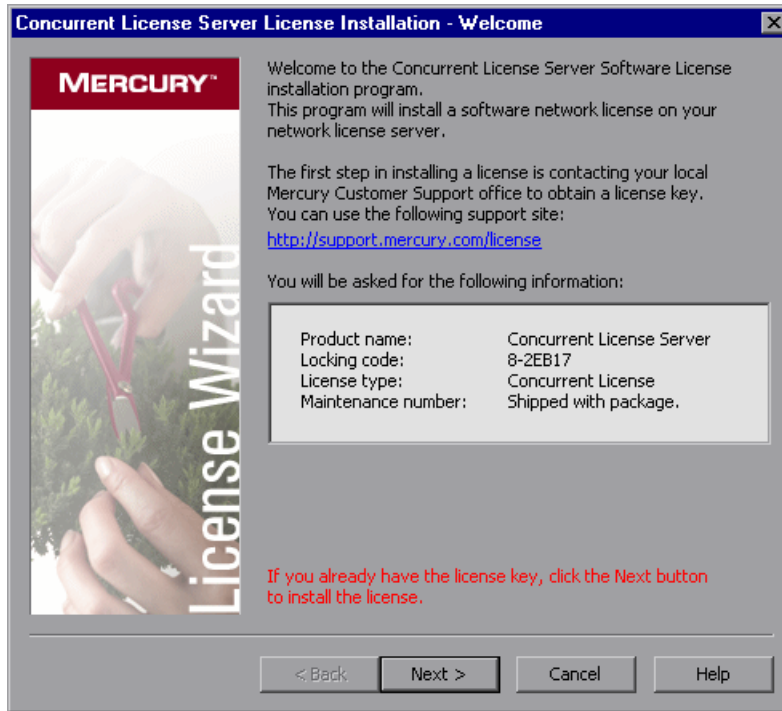 Concurrent License Server License Installation - Welcome
MERCURY™
License Wizard
Welcome to the Concurrent License Server Software License
installation program.
This program will install a software network license on your
network license server.
The first step in installing a license is contacting your local
Mercury Customer Support office to obtain a license key.
You can use the following support site:
http://support.mercury.com/license
You will be asked for the following information:
Product name: Concurrent License Server
Locking code: 8-2EB17
License type: Concurrent License
Maintenance number: Shipped with package.
If you already have the license key, click the Next button
to install the license.
< Back Next > Cancel Help